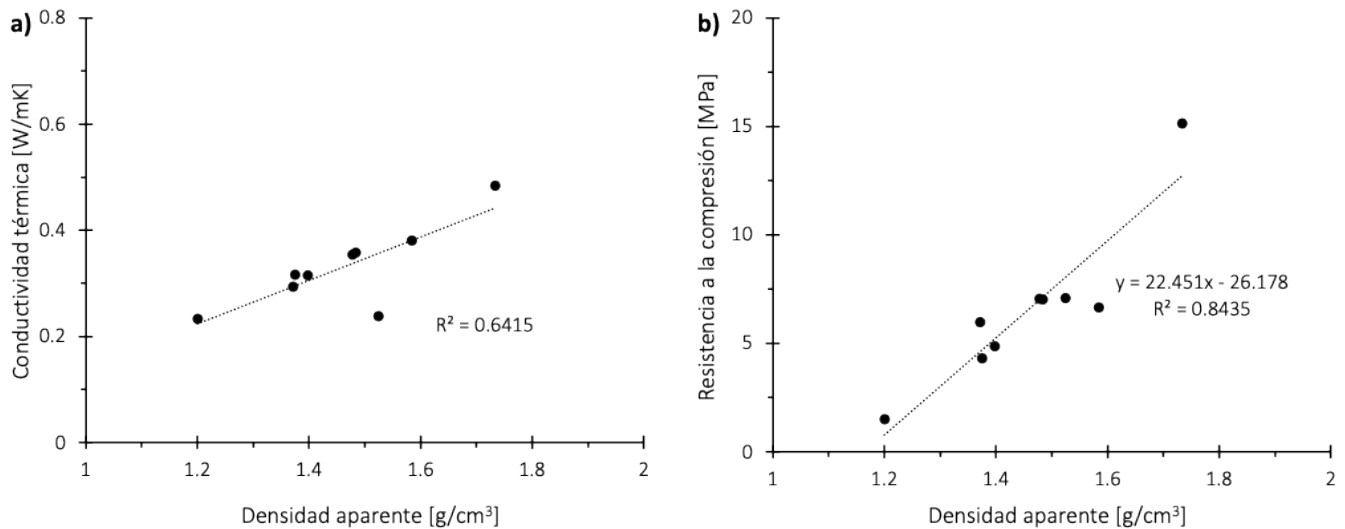 a)
Conductividad térmica [W/mK]
0.8
0.6
0.4
0.2
0
R² = 0.6415
1 1.2 1.4 1.6 1.8 2
Densidad aparente [g/cm³]
b)
Resistencia a la compresión [MPa]
20
15
10
5
0
y = 22.451x - 26.178
R² = 0.8435
1 1.2 1.4 1.6 1.8 2
Densidad aparente [g/cm³]